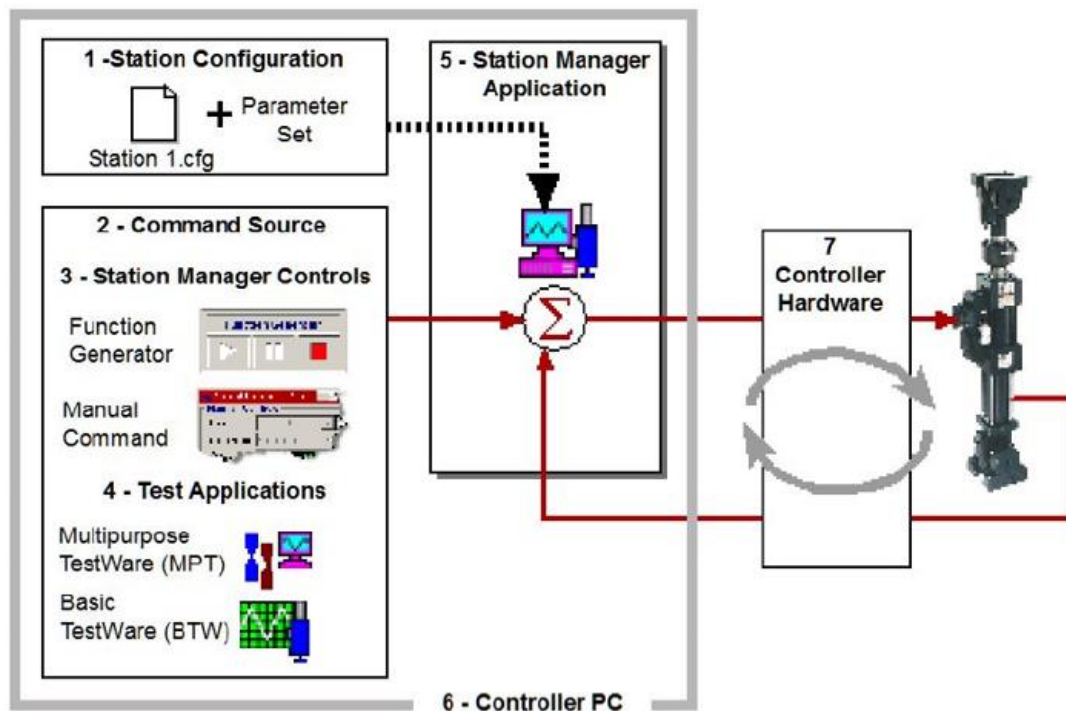 1 -Station Configuration
+ Parameter
Set
Station 1.cfg
2 - Command Source
3 - Station Manager Controls
Function
Generator
Manual
Command
4 - Test Applications
Multipurpose
TestWare (MPT)
Basic
TestWare (BTW)
5 - Station Manager
Application
Σ
6 - Controller PC
7
Controller
Hardware